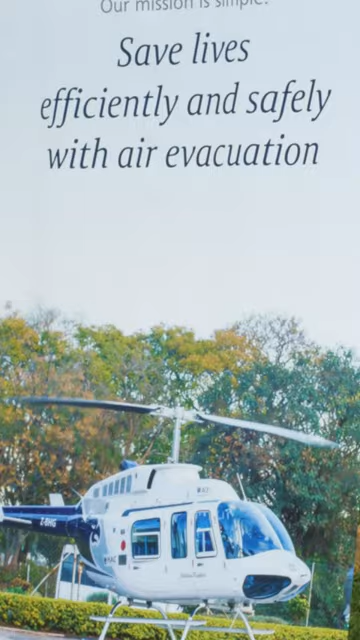 Our mission is simple:
Save lives
efficiently and safely
with air evacuation